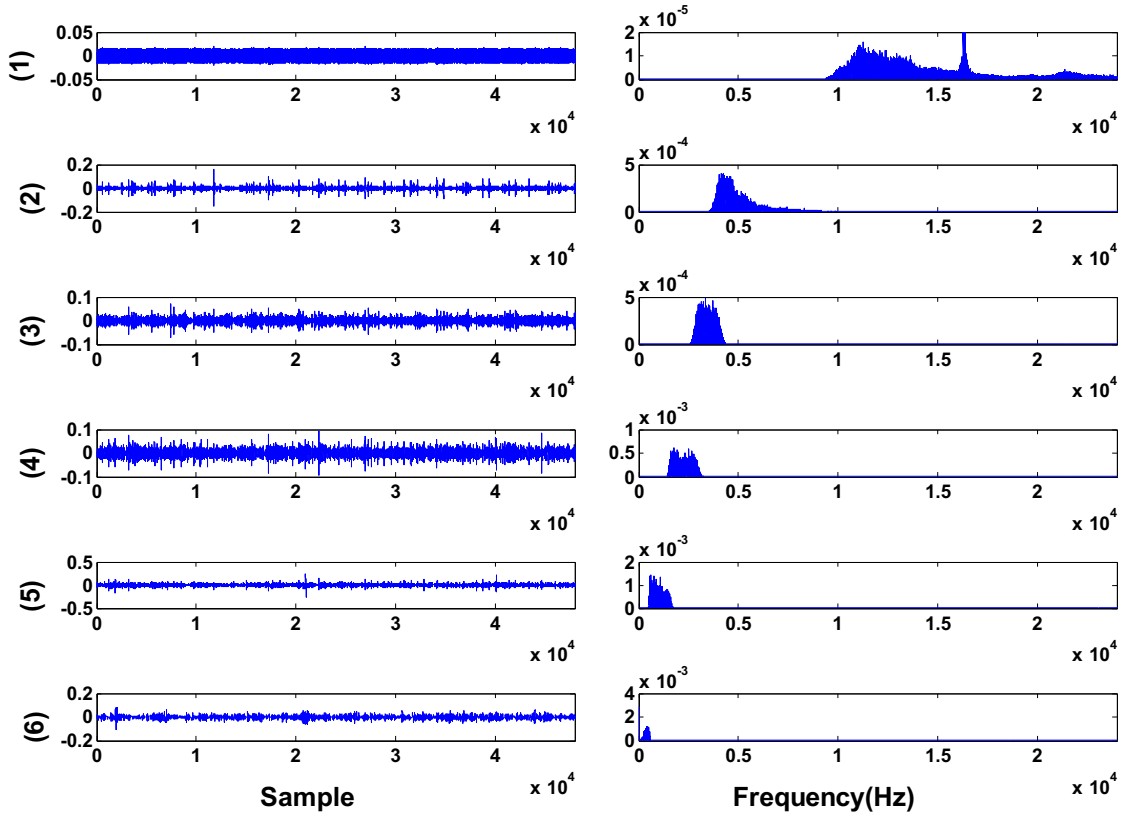 (1)
0.05
0
-0.05
0 1 2 3 4
x 10^4
x 10^-5
2
1
0
0 0.5 1 1.5 2
x 10^4
(2)
0.2
0
-0.2
0 1 2 3 4
x 10^4
x 10^-4
5
0
0 0.5 1 1.5 2
x 10^4
(3)
0.1
0
-0.1
0 1 2 3 4
x 10^4
x 10^-4
5
0
0 0.5 1 1.5 2
x 10^4
(4)
0.1
0
-0.1
0 1 2 3 4
x 10^4
x 10^-3
1
0.5
0
0 0.5 1 1.5 2
x 10^4
(5)
0.5
0
-0.5
0 1 2 3 4
x 10^4
x 10^-3
2
1
0
0 0.5 1 1.5 2
x 10^4
(6)
0.2
0
-0.2
0 1 2 3 4
x 10^4
Sample
x 10^-3
4
2
0
0 0.5 1 1.5 2
x 10^4
Frequency(Hz)